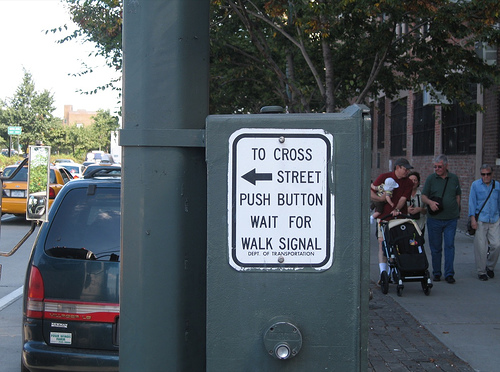 TO CROSS
STREET
PUSH BUTTON
WAIT FOR
WALK SIGNAL
DEPT. OF TRANSPORTATION